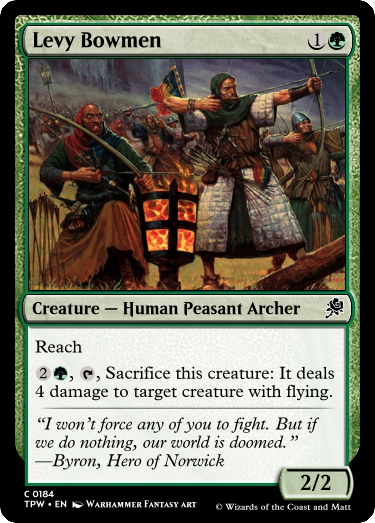 Levy Bowmen 1
Creature — Human Peasant Archer
Reach
2 , , Sacrifice this creature: It deals
4 damage to target creature with flying.
“I won’t force any of you to fight. But if
we do nothing, our world is doomed.”
—Byron, Hero of Norwick
2/2
C 0184
TPW • EN Warhammer Fantasy art
© Wizards of the Coast and Matt